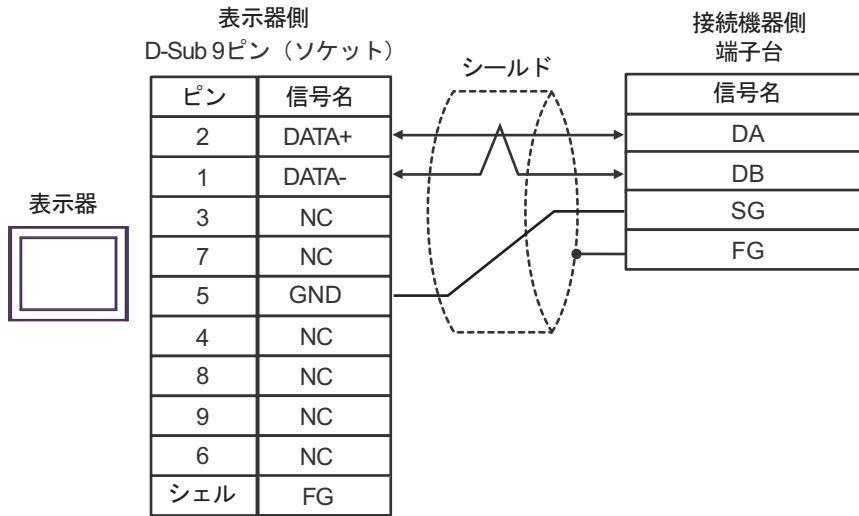 表示器側
D-Sub 9ピン（ソケット）
接続機器側
端子台
シールド
表示器
ピン 信号名
2 DATA+
1 DATA-
3 NC
7 NC
5 GND
4 NC
8 NC
9 NC
6 NC
シェル FG
信号名
DA
DB
SG
FG